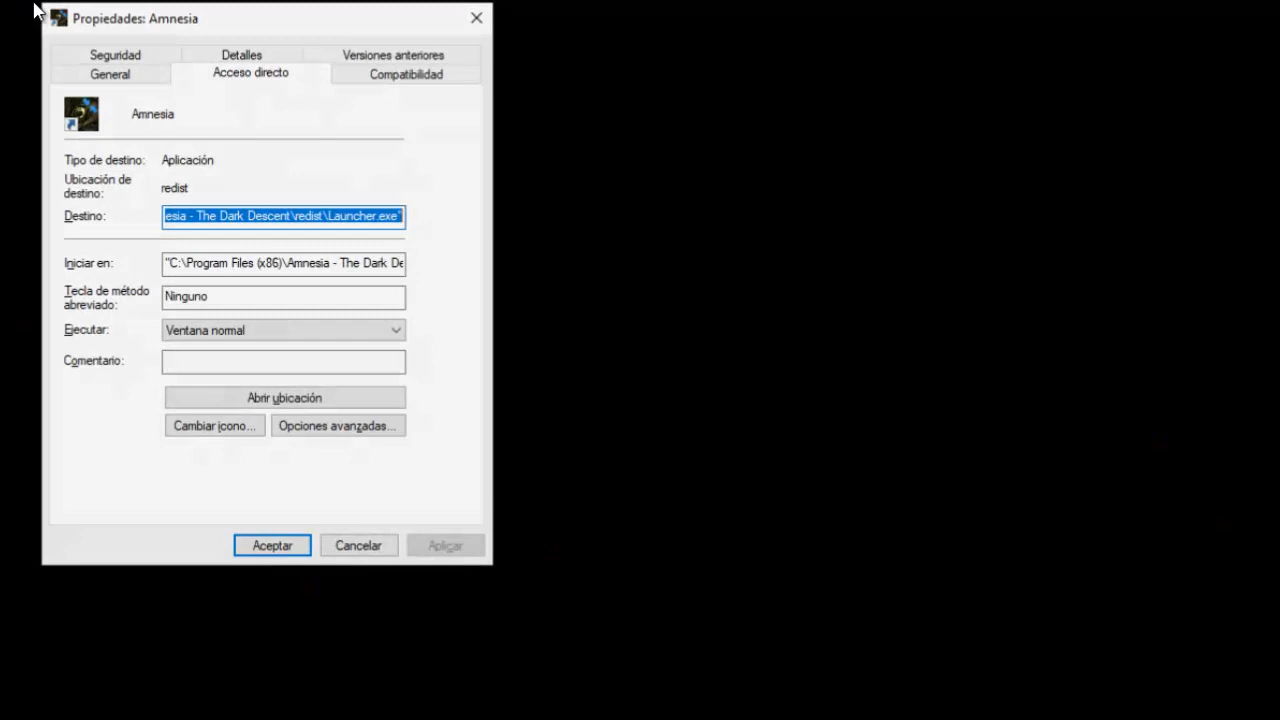 Propiedades: Amnesia
Seguridad
Detalles
Versiones anteriores
General
Acceso directo
Compatibilidad
Amnesia
Tipo de destino:
Aplicación
Ubicación de
destino:
redist
Destino:
esia - The Dark Descent\redist\Launcher.exe"
Iniciar en:
"C:\Program Files (x86)\Amnesia - The Dark De
Tecla de método
abreviado:
Ninguno
Ejecutar:
Ventana normal
Comentario:
Abrir ubicación
Cambiar icono...
Opciones avanzadas...
Aceptar
Cancelar
Aplicar